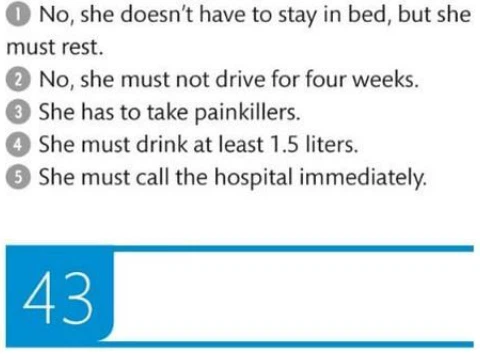 1 No, she doesn't have to stay in bed, but she
must rest.
2 No, she must not drive for four weeks.
3 She has to take painkillers.
4 She must drink at least 1.5 liters.
5 She must call the hospital immediately.
43